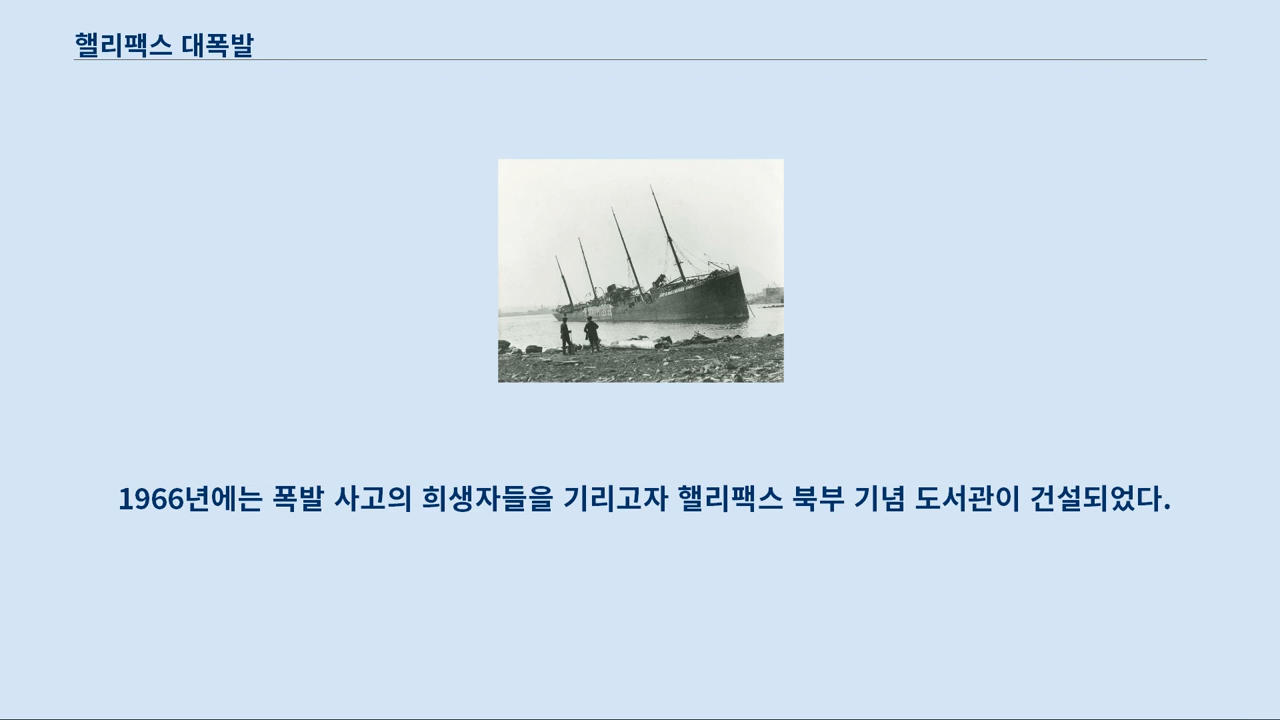 핼리팩스 대폭발
1966년에는 폭발 사고의 희생자들을 기리고자 핼리팩스 북부 기념 도서관이 건설되었다.